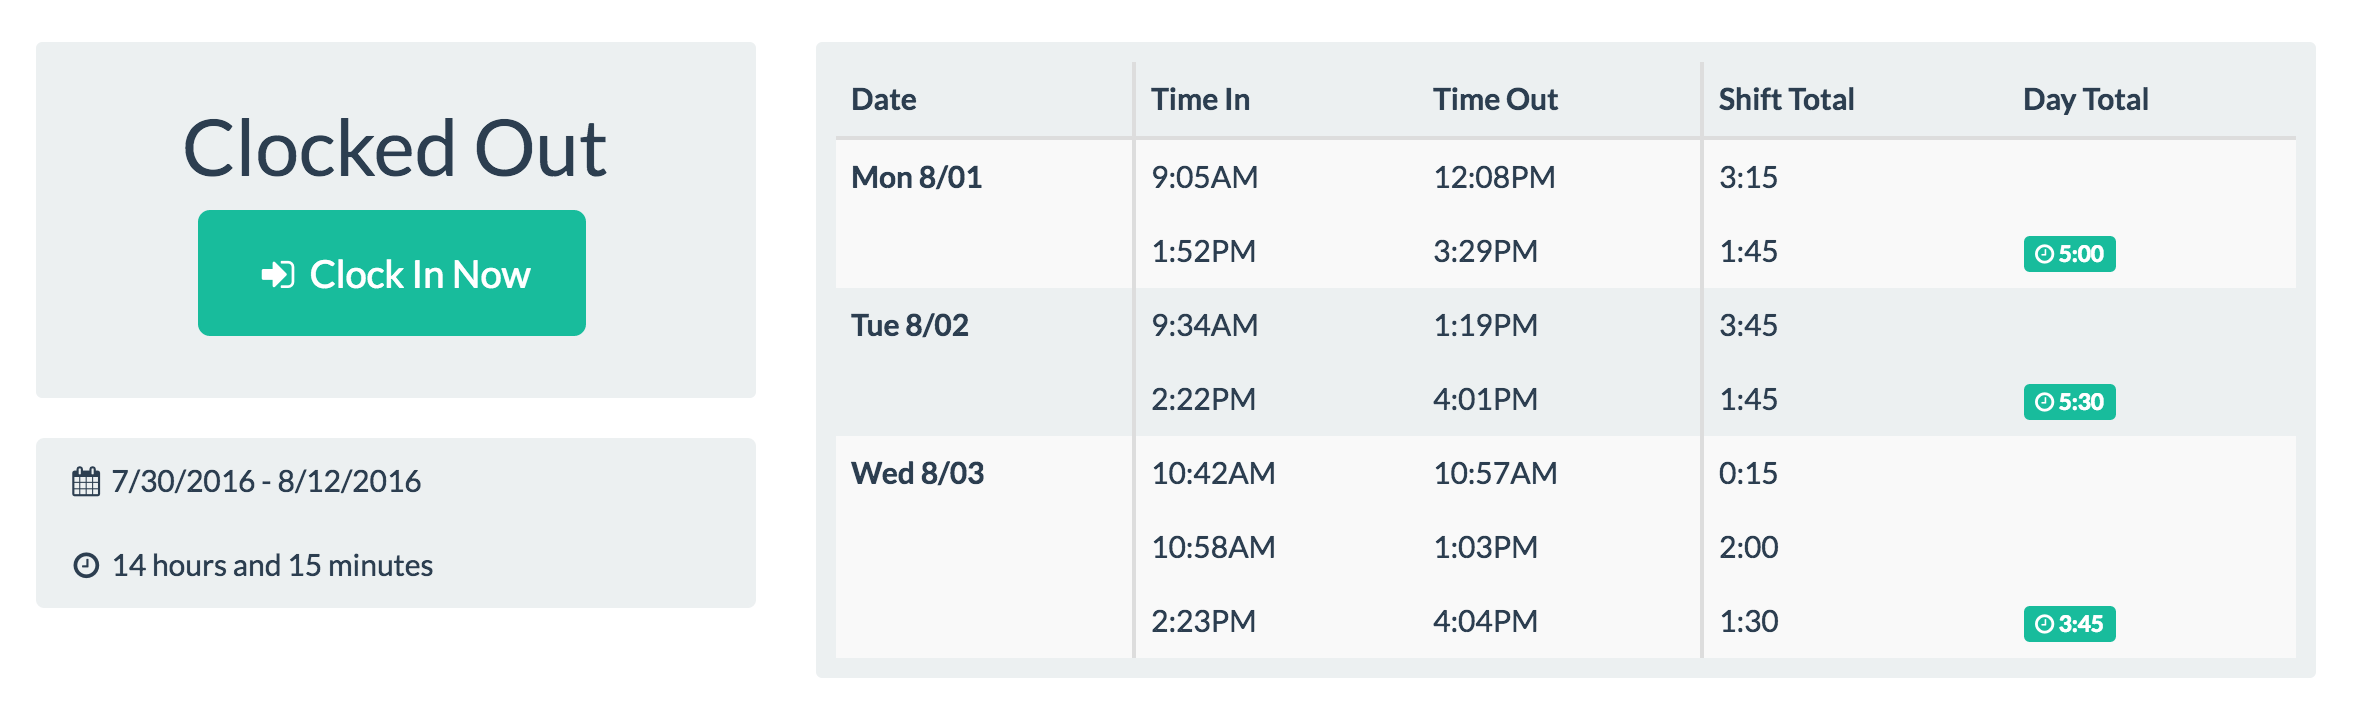 Clocked Out
Clock In Now
7/30/2016 - 8/12/2016
14 hours and 15 minutes
Date Time In Time Out Shift Total Day Total
Mon 8/01 9:05AM 12:08PM 3:15
1:52PM 3:29PM 1:45 5:00
Tue 8/02 9:34AM 1:19PM 3:45
2:22PM 4:01PM 1:45 5:30
Wed 8/03 10:42AM 10:57AM 0:15
10:58AM 1:03PM 2:00
2:23PM 4:04PM 1:30 3:45